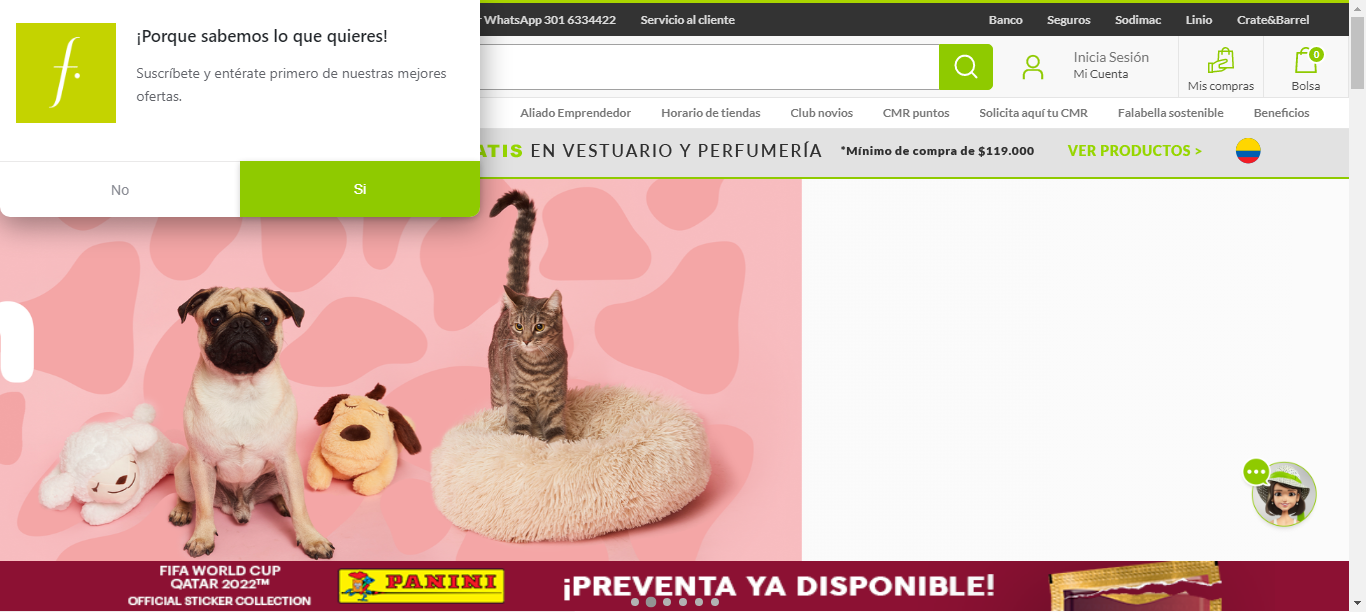 ¡Porque sabemos lo que quieres!
Suscríbete y entérate primero de nuestras mejores
ofertas.
No
Si
WhatsApp 301 6334422
Servicio al cliente
Banco
Seguros
Sodimac
Linio
Crate&Barrel
Inicia Sesión
Mi Cuenta
Mis compras
0
Bolsa
Aliado Emprendedor
Horario de tiendas
Club novios
CMR puntos
Solicita aquí tu CMR
Falabella sostenible
Beneficios
ATIS EN VESTUARIO Y PERFUMERÍA *Mínimo de compra de $119.000 VER PRODUCTOS >
FIFA WORLD CUP
QATAR 2022™
OFFICIAL STICKER COLLECTION
PANINI
¡PREVENTA YA DISPONIBLE!